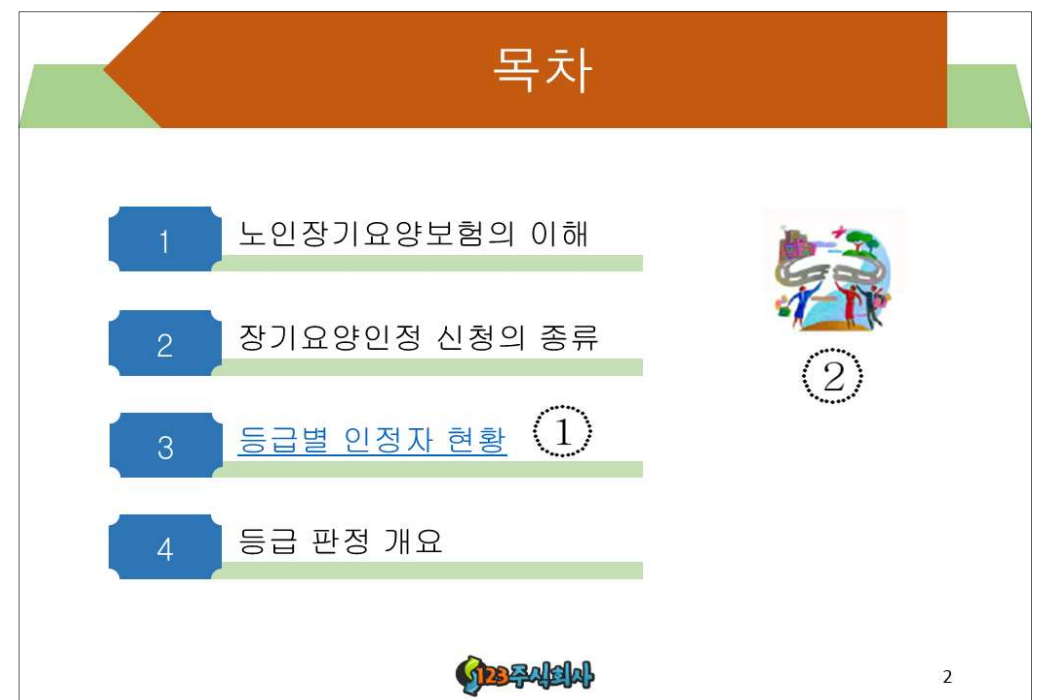 목차
1 노인장기요양보험의 이해
2 장기요양인정 신청의 종류
②
3 등급별 인정자 현황 ①
4 등급 판정 개요
123주식회사
2